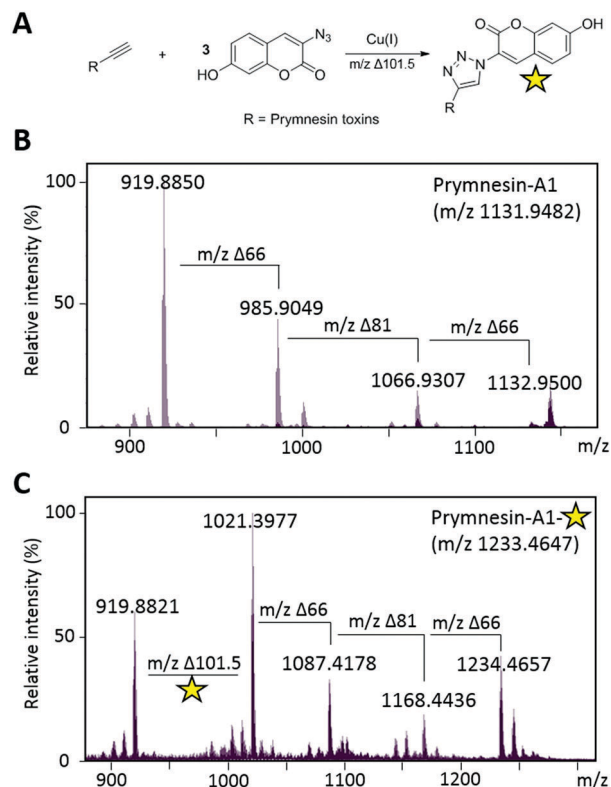 A
R
+
3
HO
O
O
N₃
Cu(I)
m/z Δ101.5
O
O
OH
N
N
N
R
R = Prymnesin toxins
B
Relative intensity (%)
100
50
0
919.8850
m/z Δ66
985.9049
m/z Δ81
1066.9307
m/z Δ66
1132.9500
Prymnesin-A1
(m/z 1131.9482)
900
1000
1100
m/z
C
Relative intensity (%)
100
50
0
919.8821
m/z Δ101.5
1021.3977
m/z Δ66
1087.4178
m/z Δ81
1168.4436
m/z Δ66
1234.4657
Prymnesin-A1-
(m/z 1233.4647)
900
1000
1100
1200
m/z